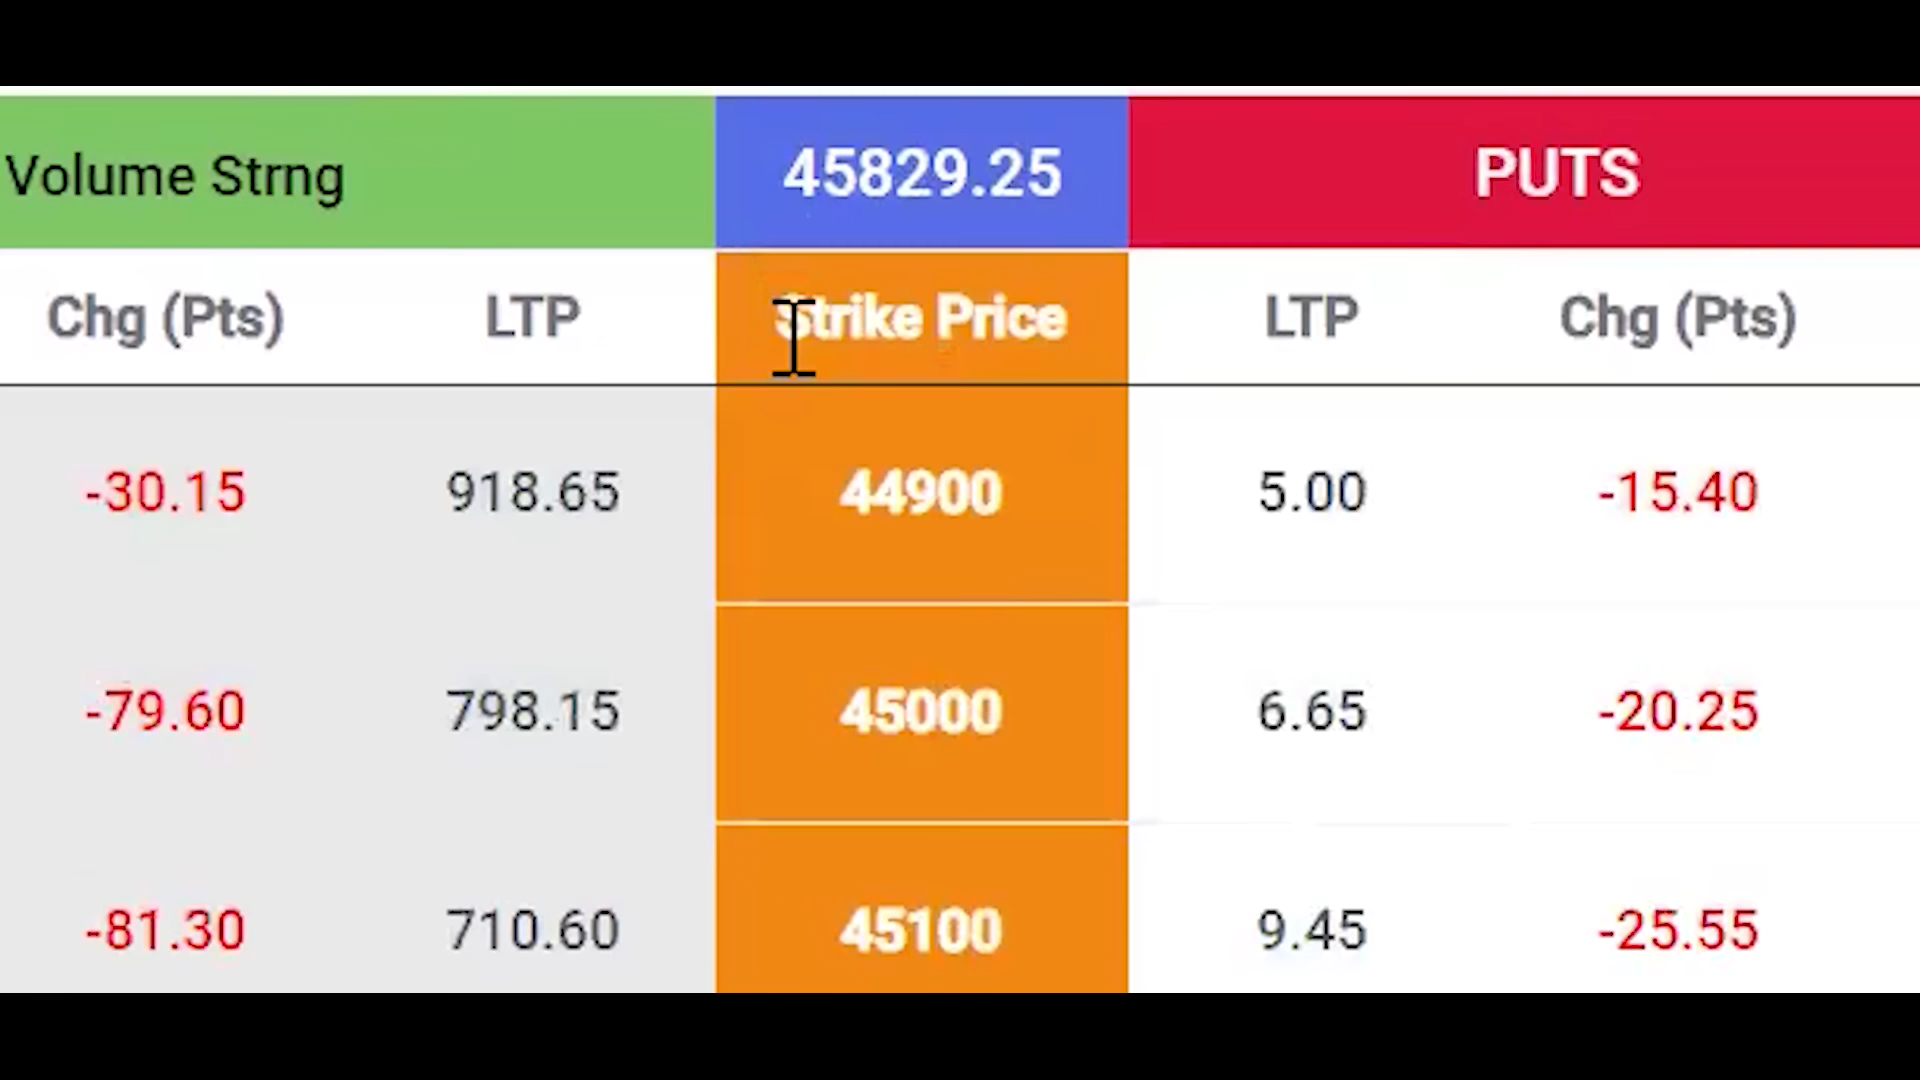 Volume Strng 45829.25 PUTS
Chg (Pts) LTP Strike Price LTP Chg (Pts)
-30.15 918.65 44900 5.00 -15.40
-79.60 798.15 45000 6.65 -20.25
-81.30 710.60 45100 9.45 -25.55